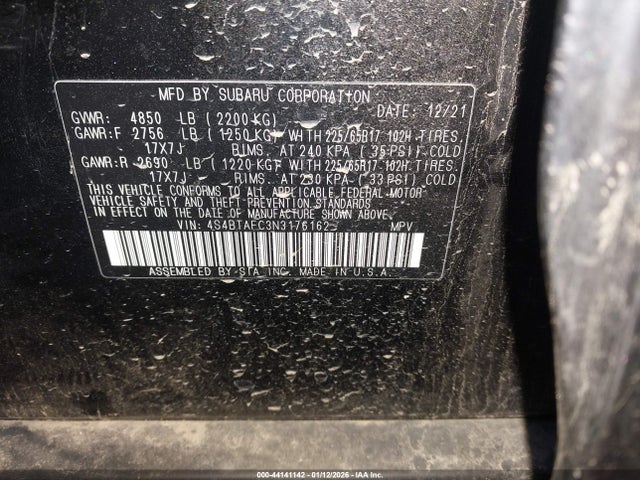 MFD BY SUBARU CORPORATION
DATE: 12/21
GVWR: 4850 LB (2200 KG)
GAWR:F 2756 LB (1250 KG) WITH 225/65R17 102H TIRES,
17X7J RIMS, AT 240 KPA (35 PSI) COLD
GAWR:R 2690 LB (1220 KG) WITH 225/65R17 102H TIRES,
17X7J RIMS, AT 230 KPA (33 PSI) COLD
THIS VEHICLE CONFORMS TO ALL APPLICABLE FEDERAL MOTOR
VEHICLE SAFETY AND THEFT PREVENTION STANDARDS
IN EFFECT ON THE DATE OF MANUFACTURE SHOWN ABOVE.
VIN: 4S4BTAFC3N3176162 MPV
ASSEMBLED BY SIA INC. MADE IN U.S.A.
000-44141142 - 01/12/2026 - IAA Inc.